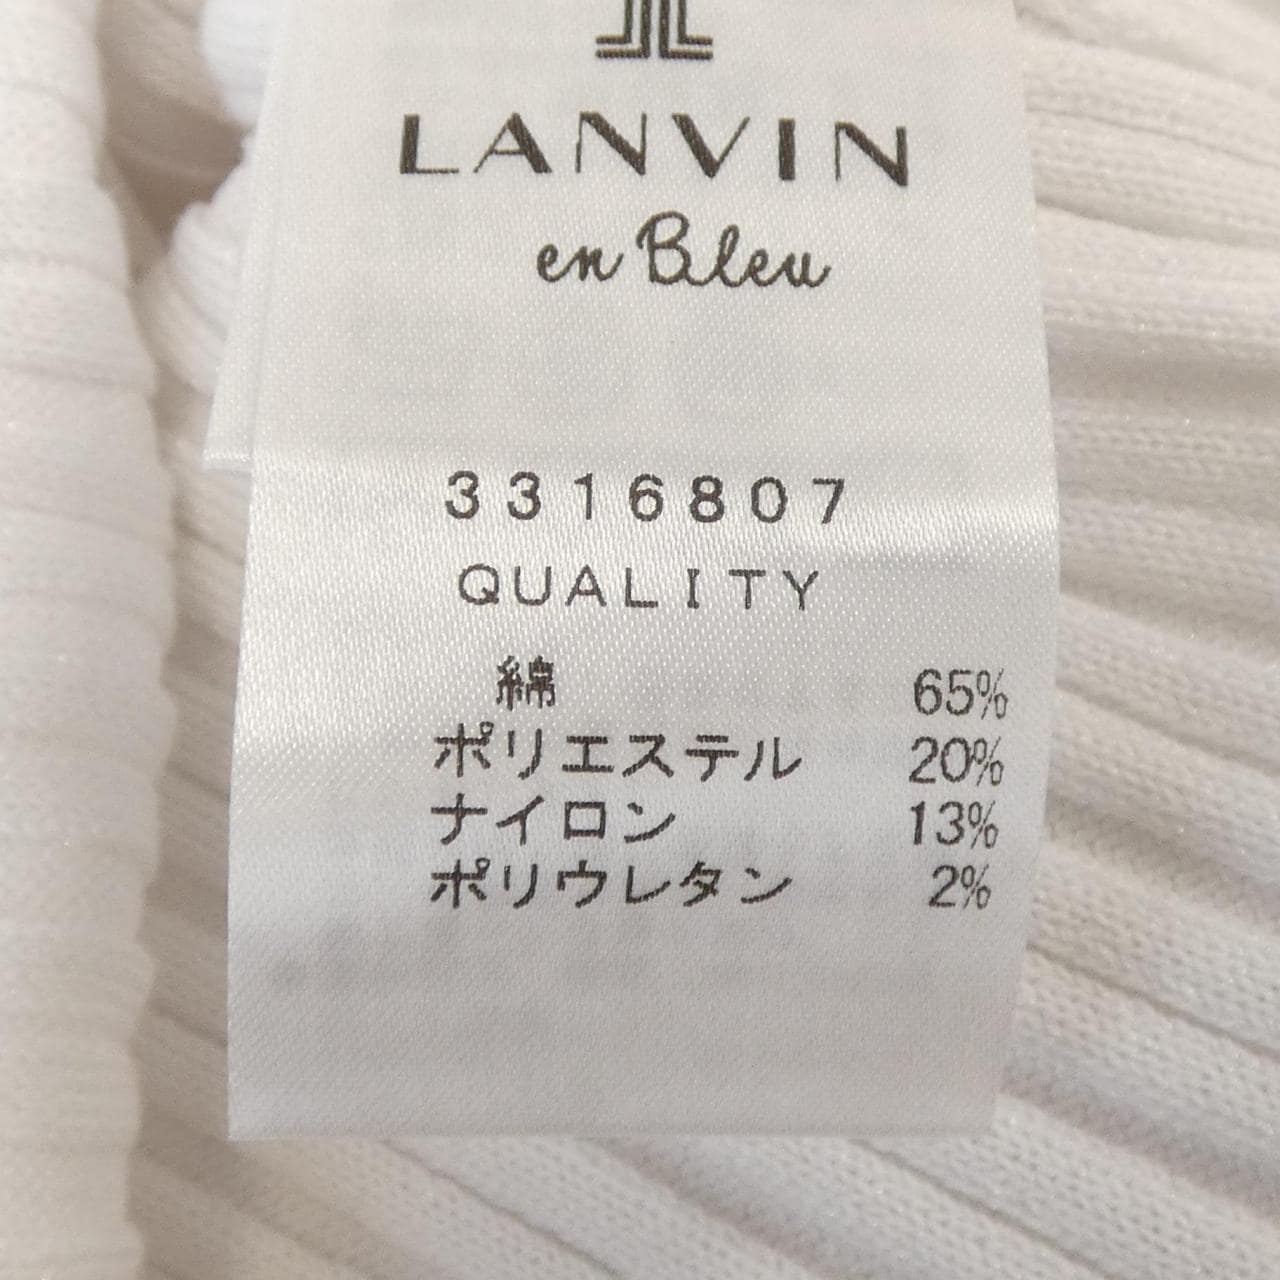 LANVIN
en Bleu
3316807
QUALITY
綿 65%
ポリエステル 20%
ナイロン 13%
ポリウレタン 2%